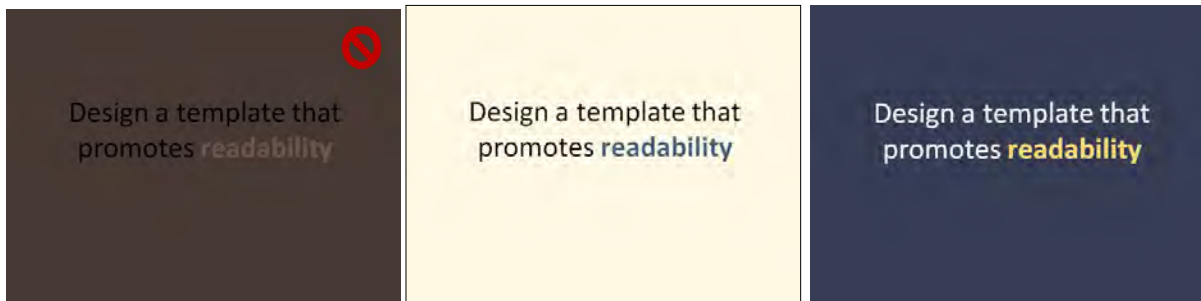 Design a template that
promotes readability
Design a template that
promotes readability
Design a template that
promotes readability